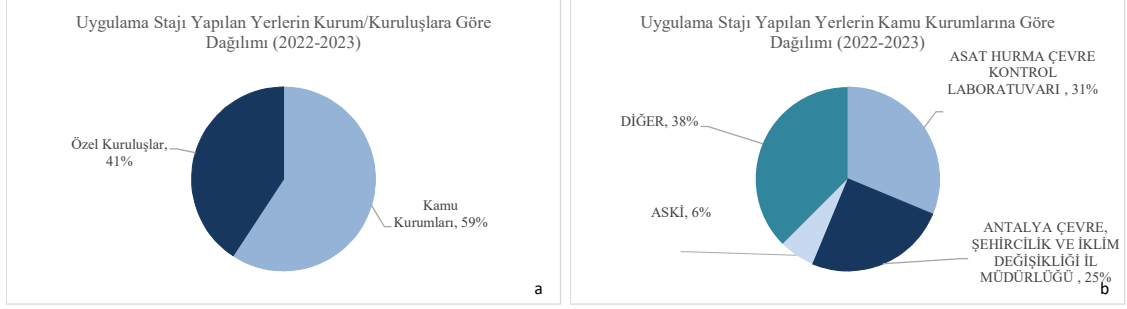 Uygulama Stajı Yapılan Yerlerin Kurum/Kuruluşlara Göre
Dağılımı (2022-2023)
Özel Kuruluşlar,
41%
Kamu
Kurumları, 59%
a
Uygulama Stajı Yapılan Yerlerin Kamu Kurumlarına Göre
Dağılımı (2022-2023)
ASAT HURMA ÇEVRE
KONTROL
LABORATUVARI , 31%
DİĞER, 38%
ASKİ, 6%
ANTALYA ÇEVRE,
ŞEHİRCİLİK VE İKLİM
DEĞİŞİKLİĞİ İL
MÜDÜRLÜĞÜ , 25%
b